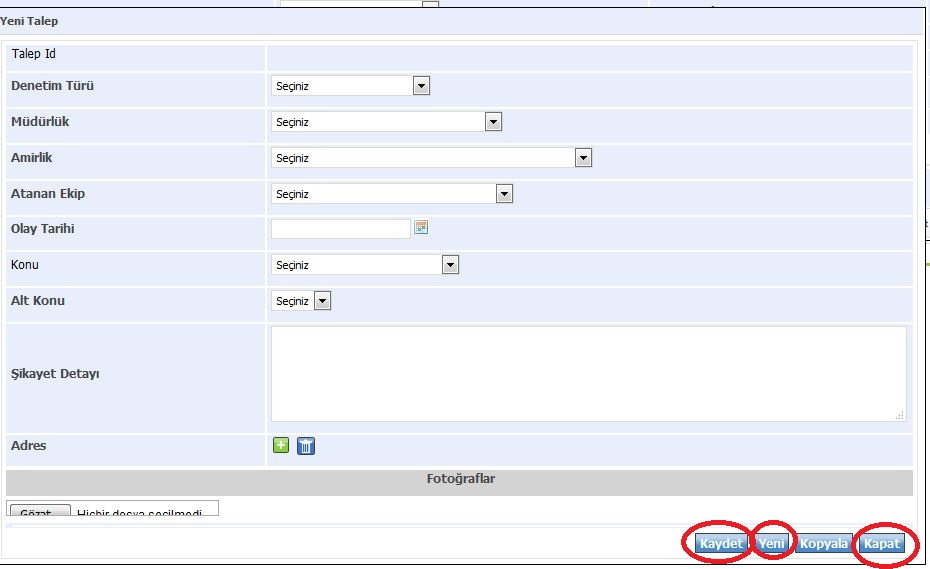 Yeni Talep
Talep Id
Denetim Türü Seçiniz
Müdürlük Seçiniz
Amirlik Seçiniz
Atanan Ekip Seçiniz
Olay Tarihi
Konu Seçiniz
Alt Konu Seçiniz
Şikayet Detayı
Adres
Fotoğraflar
Gözat... Hiçbir dosya seçilmedi.
Kaydet Yeni Kopyala Kapat